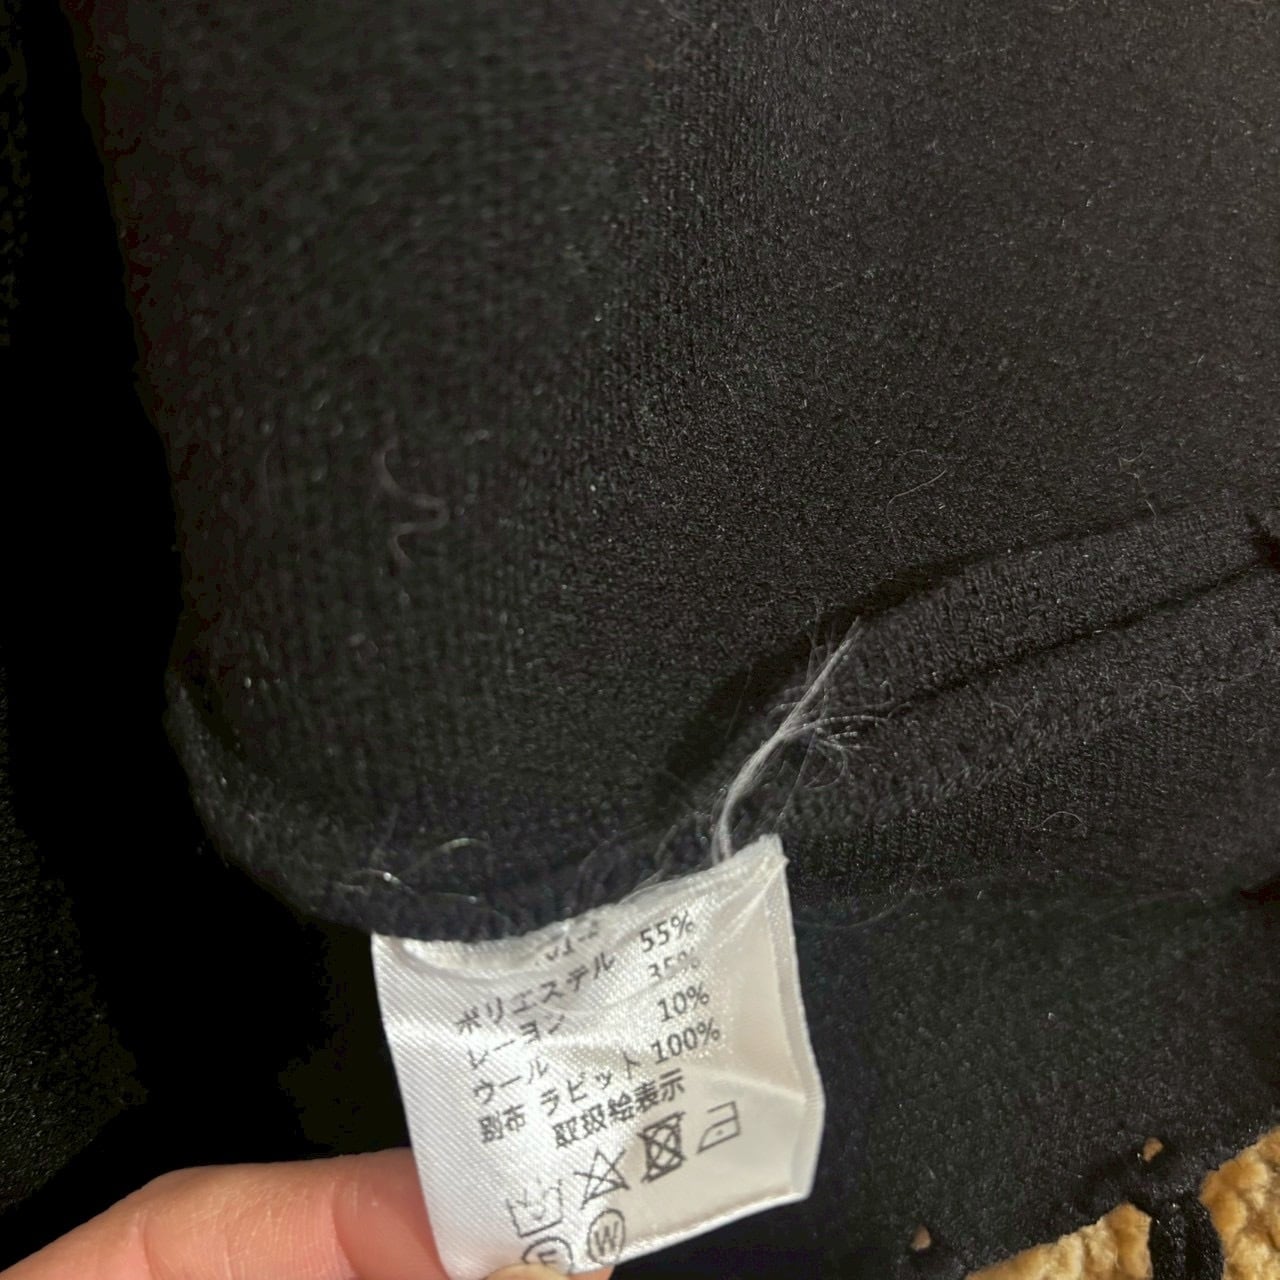 ポリエステル 55%
レーヨン 35%
ウール 10%
別布 ラビット 100%
取扱絵表示
W